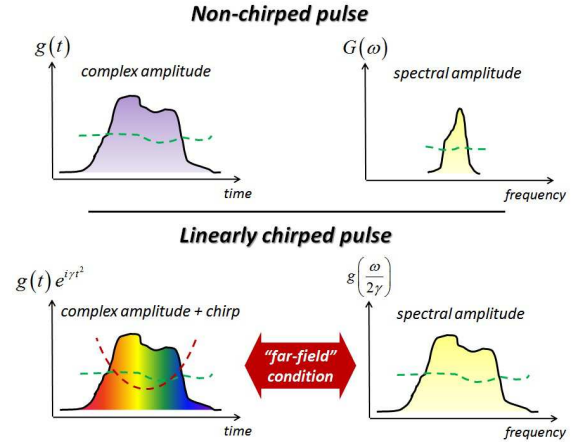 Non-chirped pulse
g(t)
complex amplitude
time
G(ω)
spectral amplitude
frequency
Linearly chirped pulse
g(t) e^{iγt²}
complex amplitude + chirp
time
"far-field"
condition
g(ω/2γ)
spectral amplitude
frequency